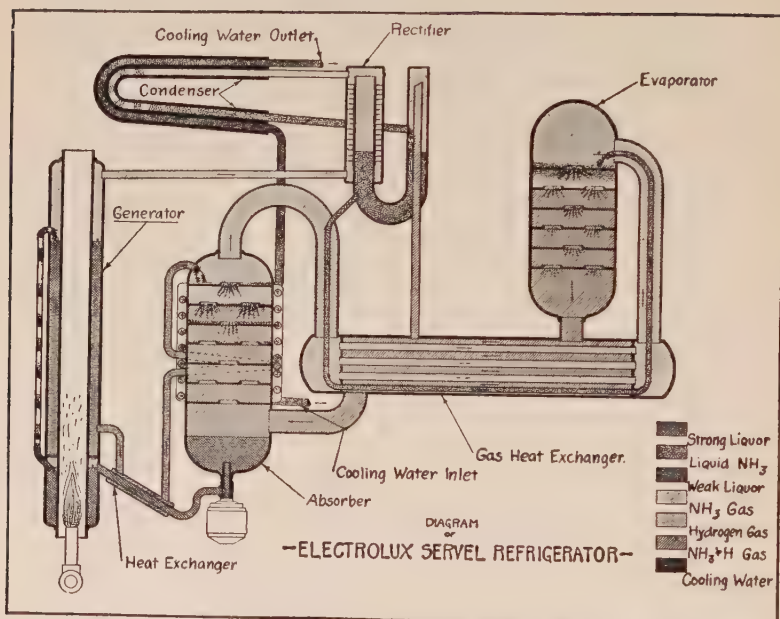 Cooling Water Outlet
Rectifier
Condenser
Evaporator
Generator
Gas Heat Exchanger.
Cooling Water Inlet
Absorber
Heat Exchanger
DIAGRAM
OF
-ELECTROLUX SERVEL REFRIGERATOR-
Strong Liquor
Liquid NH3
Weak Liquor
NH3 Gas
Hydrogen Gas
NH3+H Gas
Cooling Water